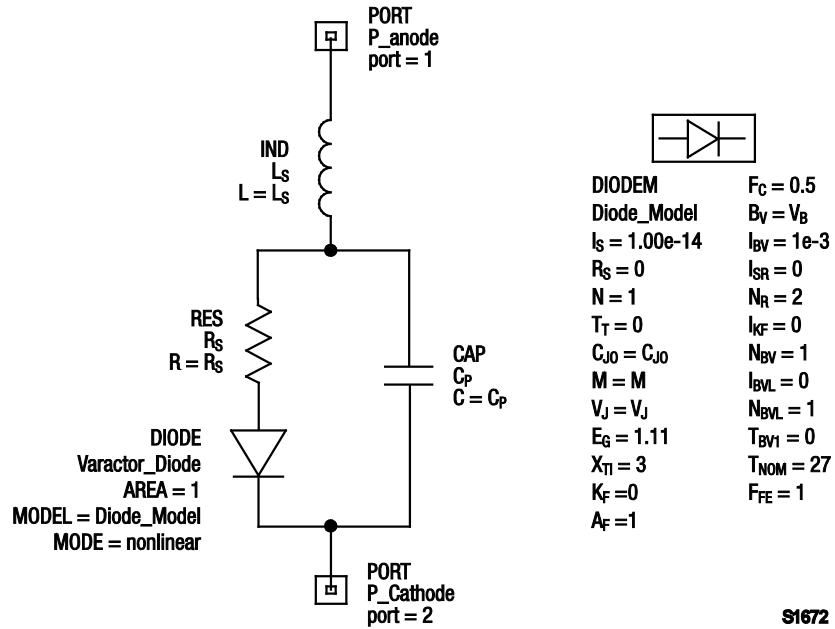 PORT
P_anode
port = 1
IND
LS
L = LS
RES
RS
R = RS
CAP
CP
C = CP
DIODE
Varactor_Diode
AREA = 1
MODEL = Diode_Model
MODE = nonlinear
PORT
P_Cathode
port = 2
DIODEM
Diode_Model
IS = 1.00e-14
RS = 0
N = 1
TT = 0
CJO = CJO
M = M
VJ = VJ
EG = 1.11
XTI = 3
KF =0
AF =1
FC = 0.5
BV = VB
IBV = 1e-3
ISR = 0
NR = 2
IKF = 0
NBV = 1
IBVL = 0
NBVL = 1
TBV1 = 0
TNOM = 27
FFE = 1
S1672